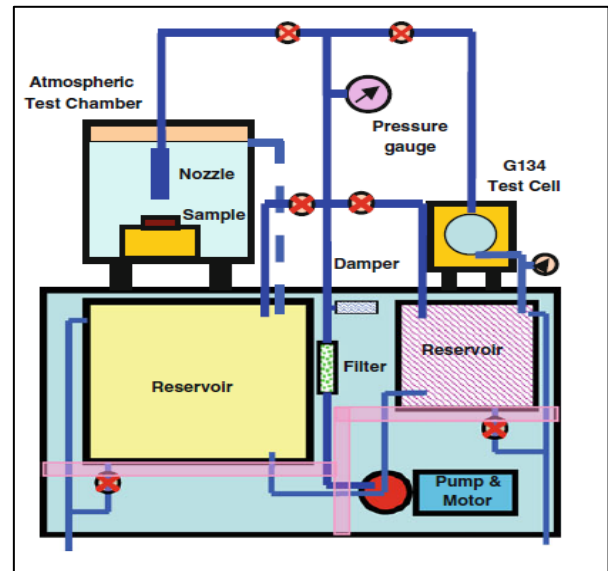 Atmospheric
Test Chamber
Nozzle
Sample
Pressure
gauge
G134
Test Cell
Damper
Filter
Reservoir
Reservoir
Pump &
Motor